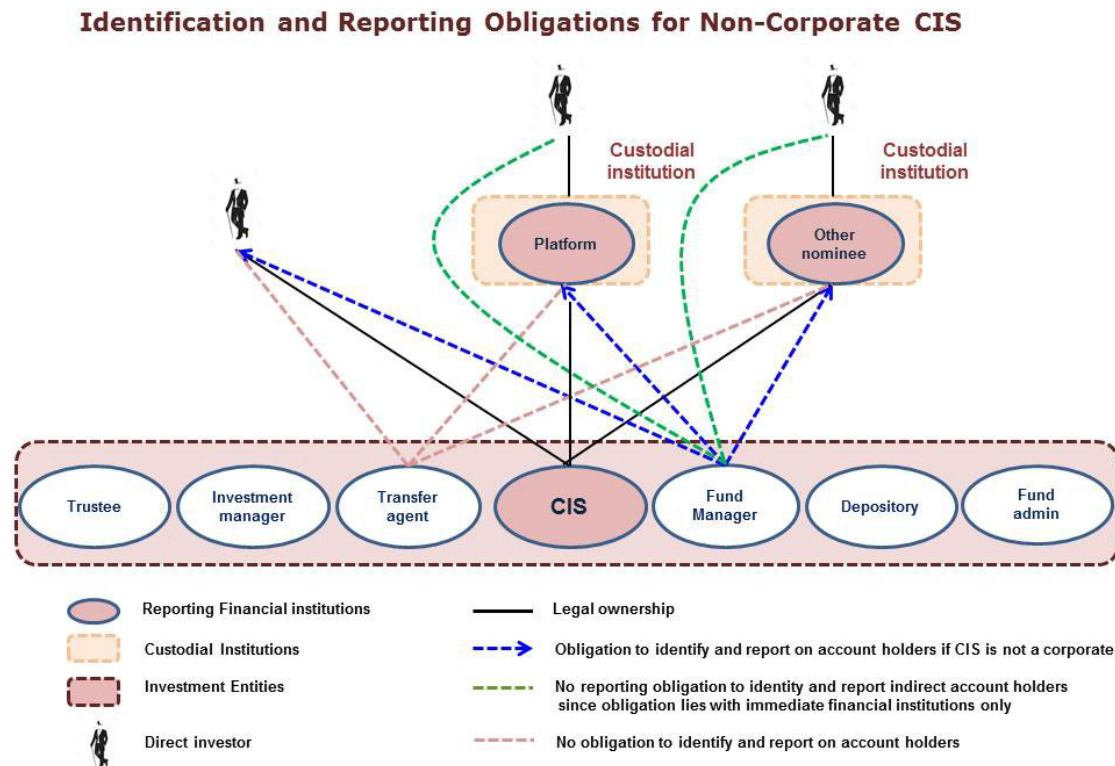 Identification and Reporting Obligations for Non-Corporate CIS
Custodial
institution
Custodial
institution
Platform
Other
nominee
Trustee
Investment
manager
Transfer
agent
CIS
Fund
Manager
Depository
Fund
admin
Reporting Financial institutions
Legal ownership
Custodial Institutions
Obligation to identify and report on account holders if CIS is not a corporate
Investment Entities
No reporting obligation to identity and report indirect account holders
since obligation lies with immediate financial institutions only
Direct investor
No obligation to identify and report on account holders